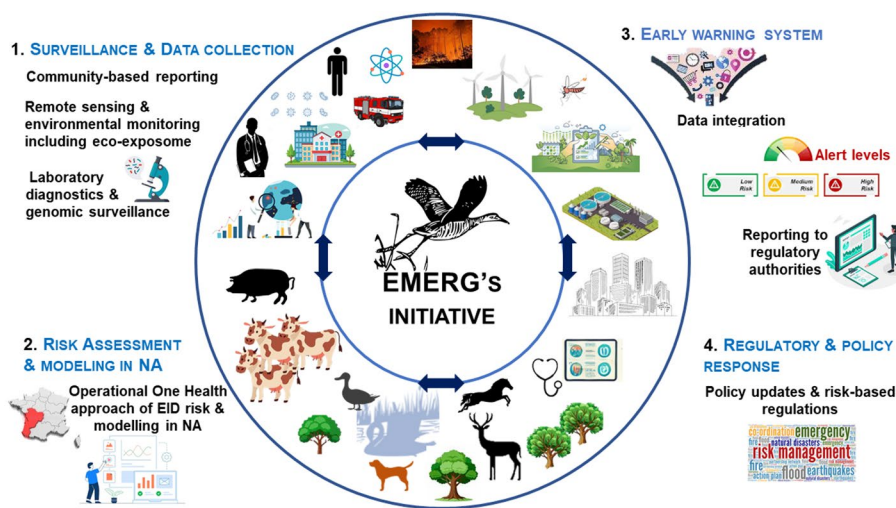 1. SURVEILLANCE & DATA COLLECTION
Community-based reporting
Remote sensing &
environmental monitoring
including eco-exposome
Laboratory
diagnostics &
genomic surveillance
2. RISK ASSESSMENT
& MODELING IN NA
Operational One Health
approach of EID risk &
modelling in NA
EMERG's
INITIATIVE
3. EARLY WARNING SYSTEM
Data integration
Alert levels
Low
Risk
Medium
Risk
High
Risk
Reporting to
regulatory
authorities
4. REGULATORY & POLICY
RESPONSE
Policy updates & risk-based
regulations
co-ordination emergency
natural disasters
risk management
fire
flood earthquakes
action plan